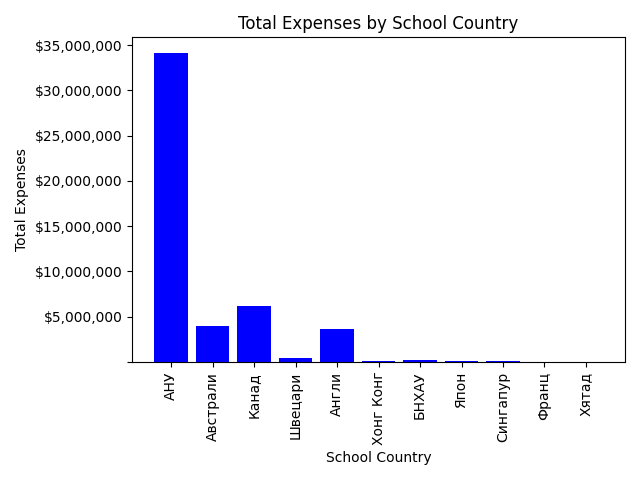 Total Expenses by School Country
Total Expenses
$35,000,000
$30,000,000
$25,000,000
$20,000,000
$15,000,000
$10,000,000
$5,000,000
АНУ
Австрали
Канад
Швецари
Англи
Хонг Конг
БНХАУ
Япон
Сингапур
Франц
Хятад
School Country